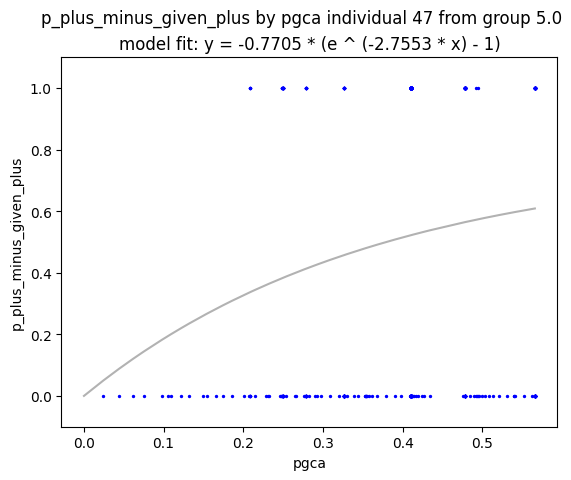 p_plus_minus_given_plus by pgca individual 47 from group 5.0
model fit: y = -0.7705 * (e ^ (-2.7553 * x) - 1)
1.0
0.8
0.6
0.4
0.2
0.0
p_plus_minus_given_plus
0.0 0.1 0.2 0.3 0.4 0.5
pgca